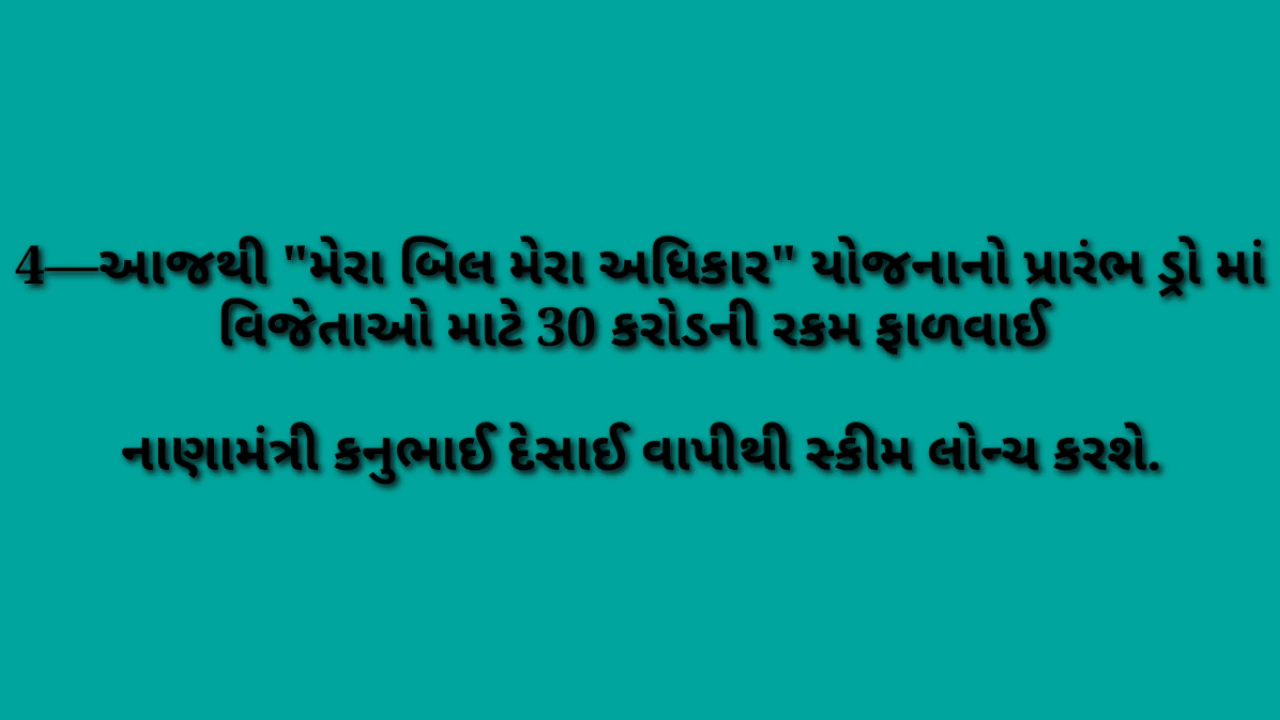 4—આજથી "મેરા બિલ મેરા અધિકાર" યોજનાનો પ્રારંભ ડ્રો માં
વિજેતાઓ માટે 30 કરોડની રકમ ફાળવાઈ
નાણામંત્રી કનુભાઈ દેસાઈ વાપીથી સ્કીમ લોન્ચ કરશે.